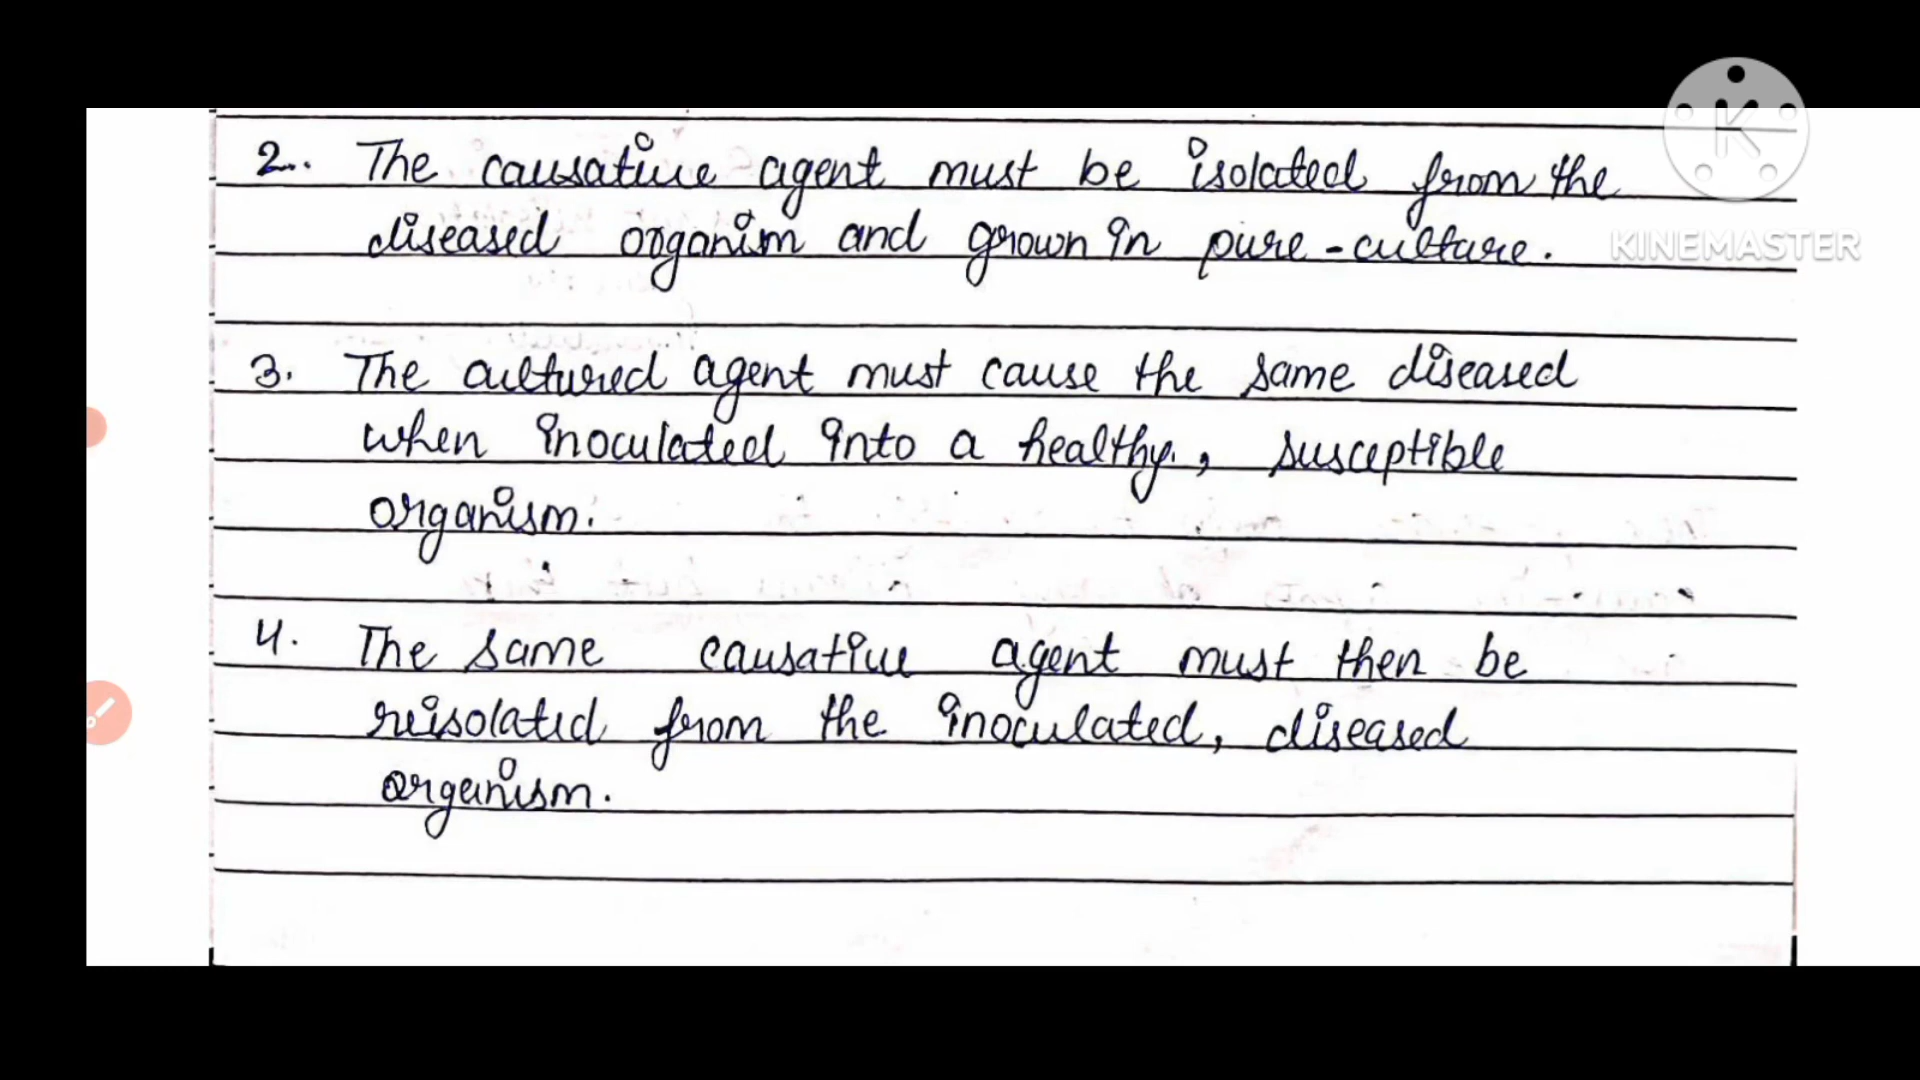 2. The causative agent must be isolated from the
diseased organism and grown in pure-culture.
3. The cultured agent must cause the same diseased
when inoculated into a healthy, susceptible
organism.
4. The same causative agent must then be
reisolated from the inoculated, diseased
organism.
K
KINEMASTER